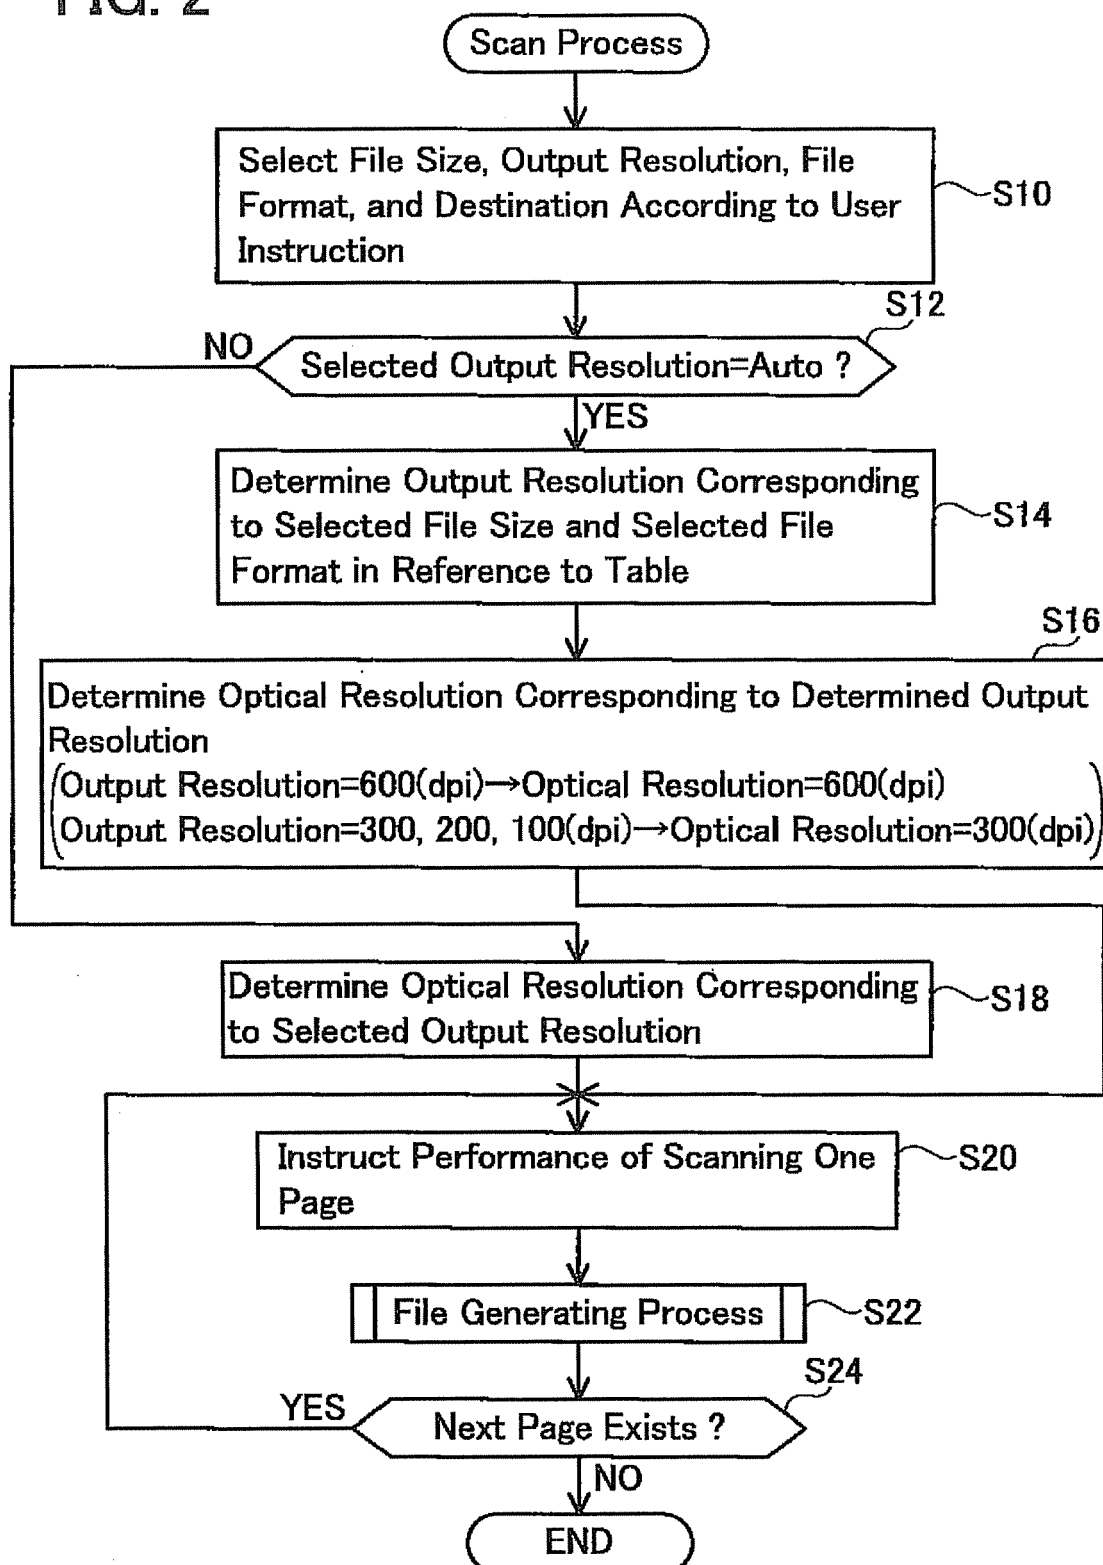 FIG. 2
Scan Process
Select File Size, Output Resolution, File
Format, and Destination According to User
Instruction
S10
S12
NO
Selected Output Resolution=Auto ?
YES
Determine Output Resolution Corresponding
to Selected File Size and Selected File
Format in Reference to Table
S14
S16
Determine Optical Resolution Corresponding to Determined Output
Resolution
(Output Resolution=600(dpi)→Optical Resolution=600(dpi)
Output Resolution=300, 200, 100(dpi)→Optical Resolution=300(dpi))
Determine Optical Resolution Corresponding
to Selected Output Resolution
S18
Instruct Performance of Scanning One
Page
S20
File Generating Process
S22
S24
YES
Next Page Exists ?
NO
END